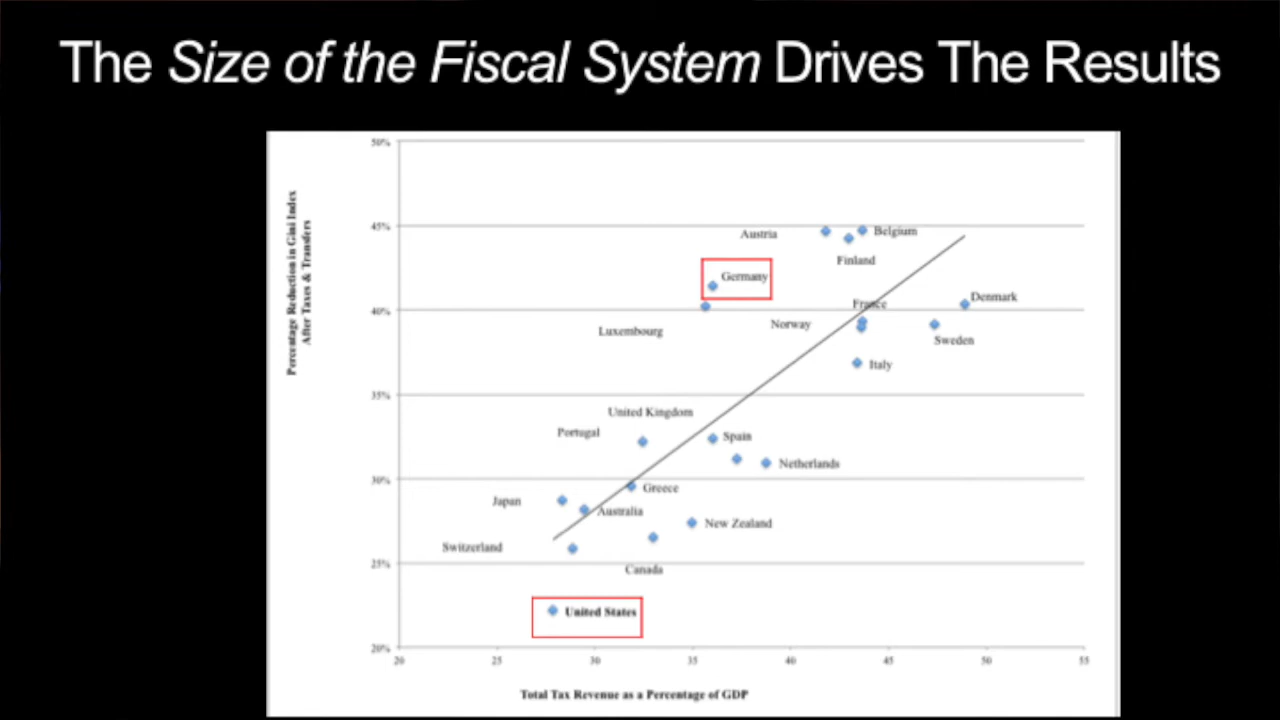 The Size of the Fiscal System Drives The Results
Percentage Reduction in Gini Index
After Taxes & Transfers
50%
45%
40%
35%
30%
25%
20%
Austria
Belgium
Finland
Germany
Luxembourg
France
Denmark
Norway
Sweden
Italy
United Kingdom
Portugal
Spain
Netherlands
Greece
Japan
Australia
New Zealand
Switzerland
Canada
United States
20
25
30
35
40
45
50
55
Total Tax Revenue as a Percentage of GDP